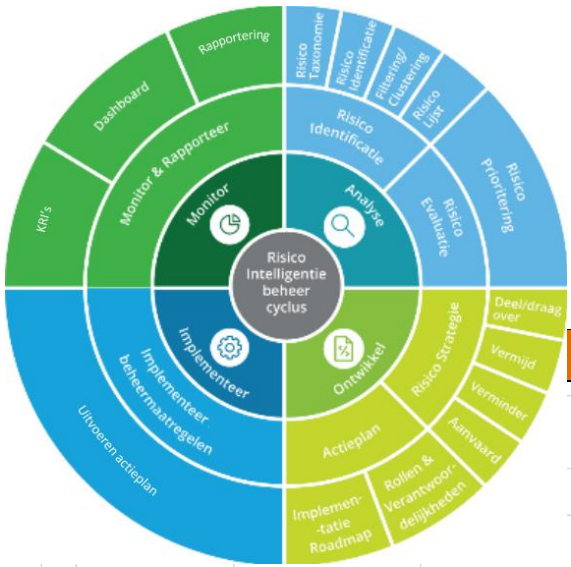 Risico
Intelligentie
beheer
cyclus
Analyse
Risico
Identificatie
Risico
Taxonomie
Risico
Identificatie
Filtering/
Clustering
Risico
Lijst
Risico
Evaluatie
Risico
Prioritering
Ontwikkel
Risico Strategie
Deel/draag
over
Vermijd
Verminder
Aanvaard
Actieplan
Rollen &
Verantwoor-
delijkheden
Implemen-
-tatie
Roadmap
Implementeer
Implementeer
beheermaatregelen
Uitvoeren actieplan
Monitor
Monitor & Rapporteer
KRI's
Dashboard
Rapportering